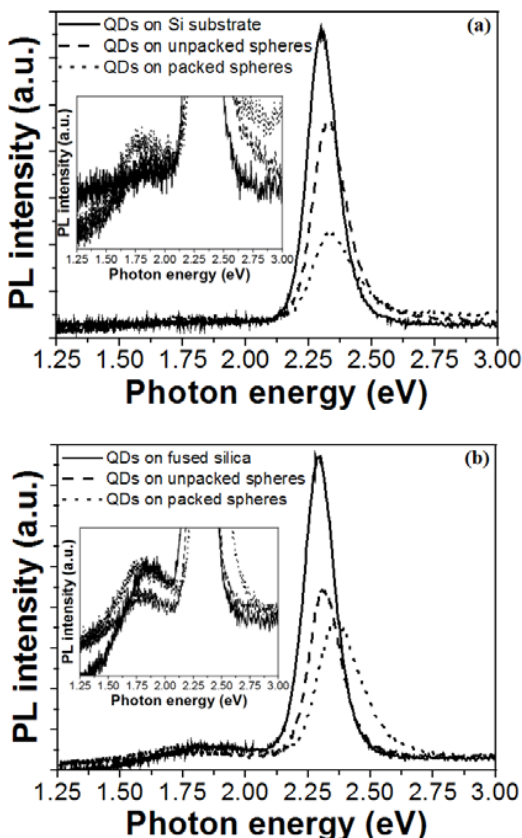 (a)
QDs on Si substrate
QDs on unpacked spheres
QDs on packed spheres
PL intensity (a.u.)
PL intensity (a.u.)
1.25 1.50 1.75 2.00 2.25 2.50 2.75 3.00
Photon energy (eV)
1.25 1.50 1.75 2.00 2.25 2.50 2.75 3.00
Photon energy (eV)
(b)
QDs on fused silica
QDs on unpacked spheres
QDs on packed spheres
PL intensity (a.u.)
PL intensity (a.u.)
1.25 1.50 1.75 2.00 2.25 2.50 2.75 3.00
Photon energy (eV)
1.25 1.50 1.75 2.00 2.25 2.50 2.75 3.00
Photon energy (eV)